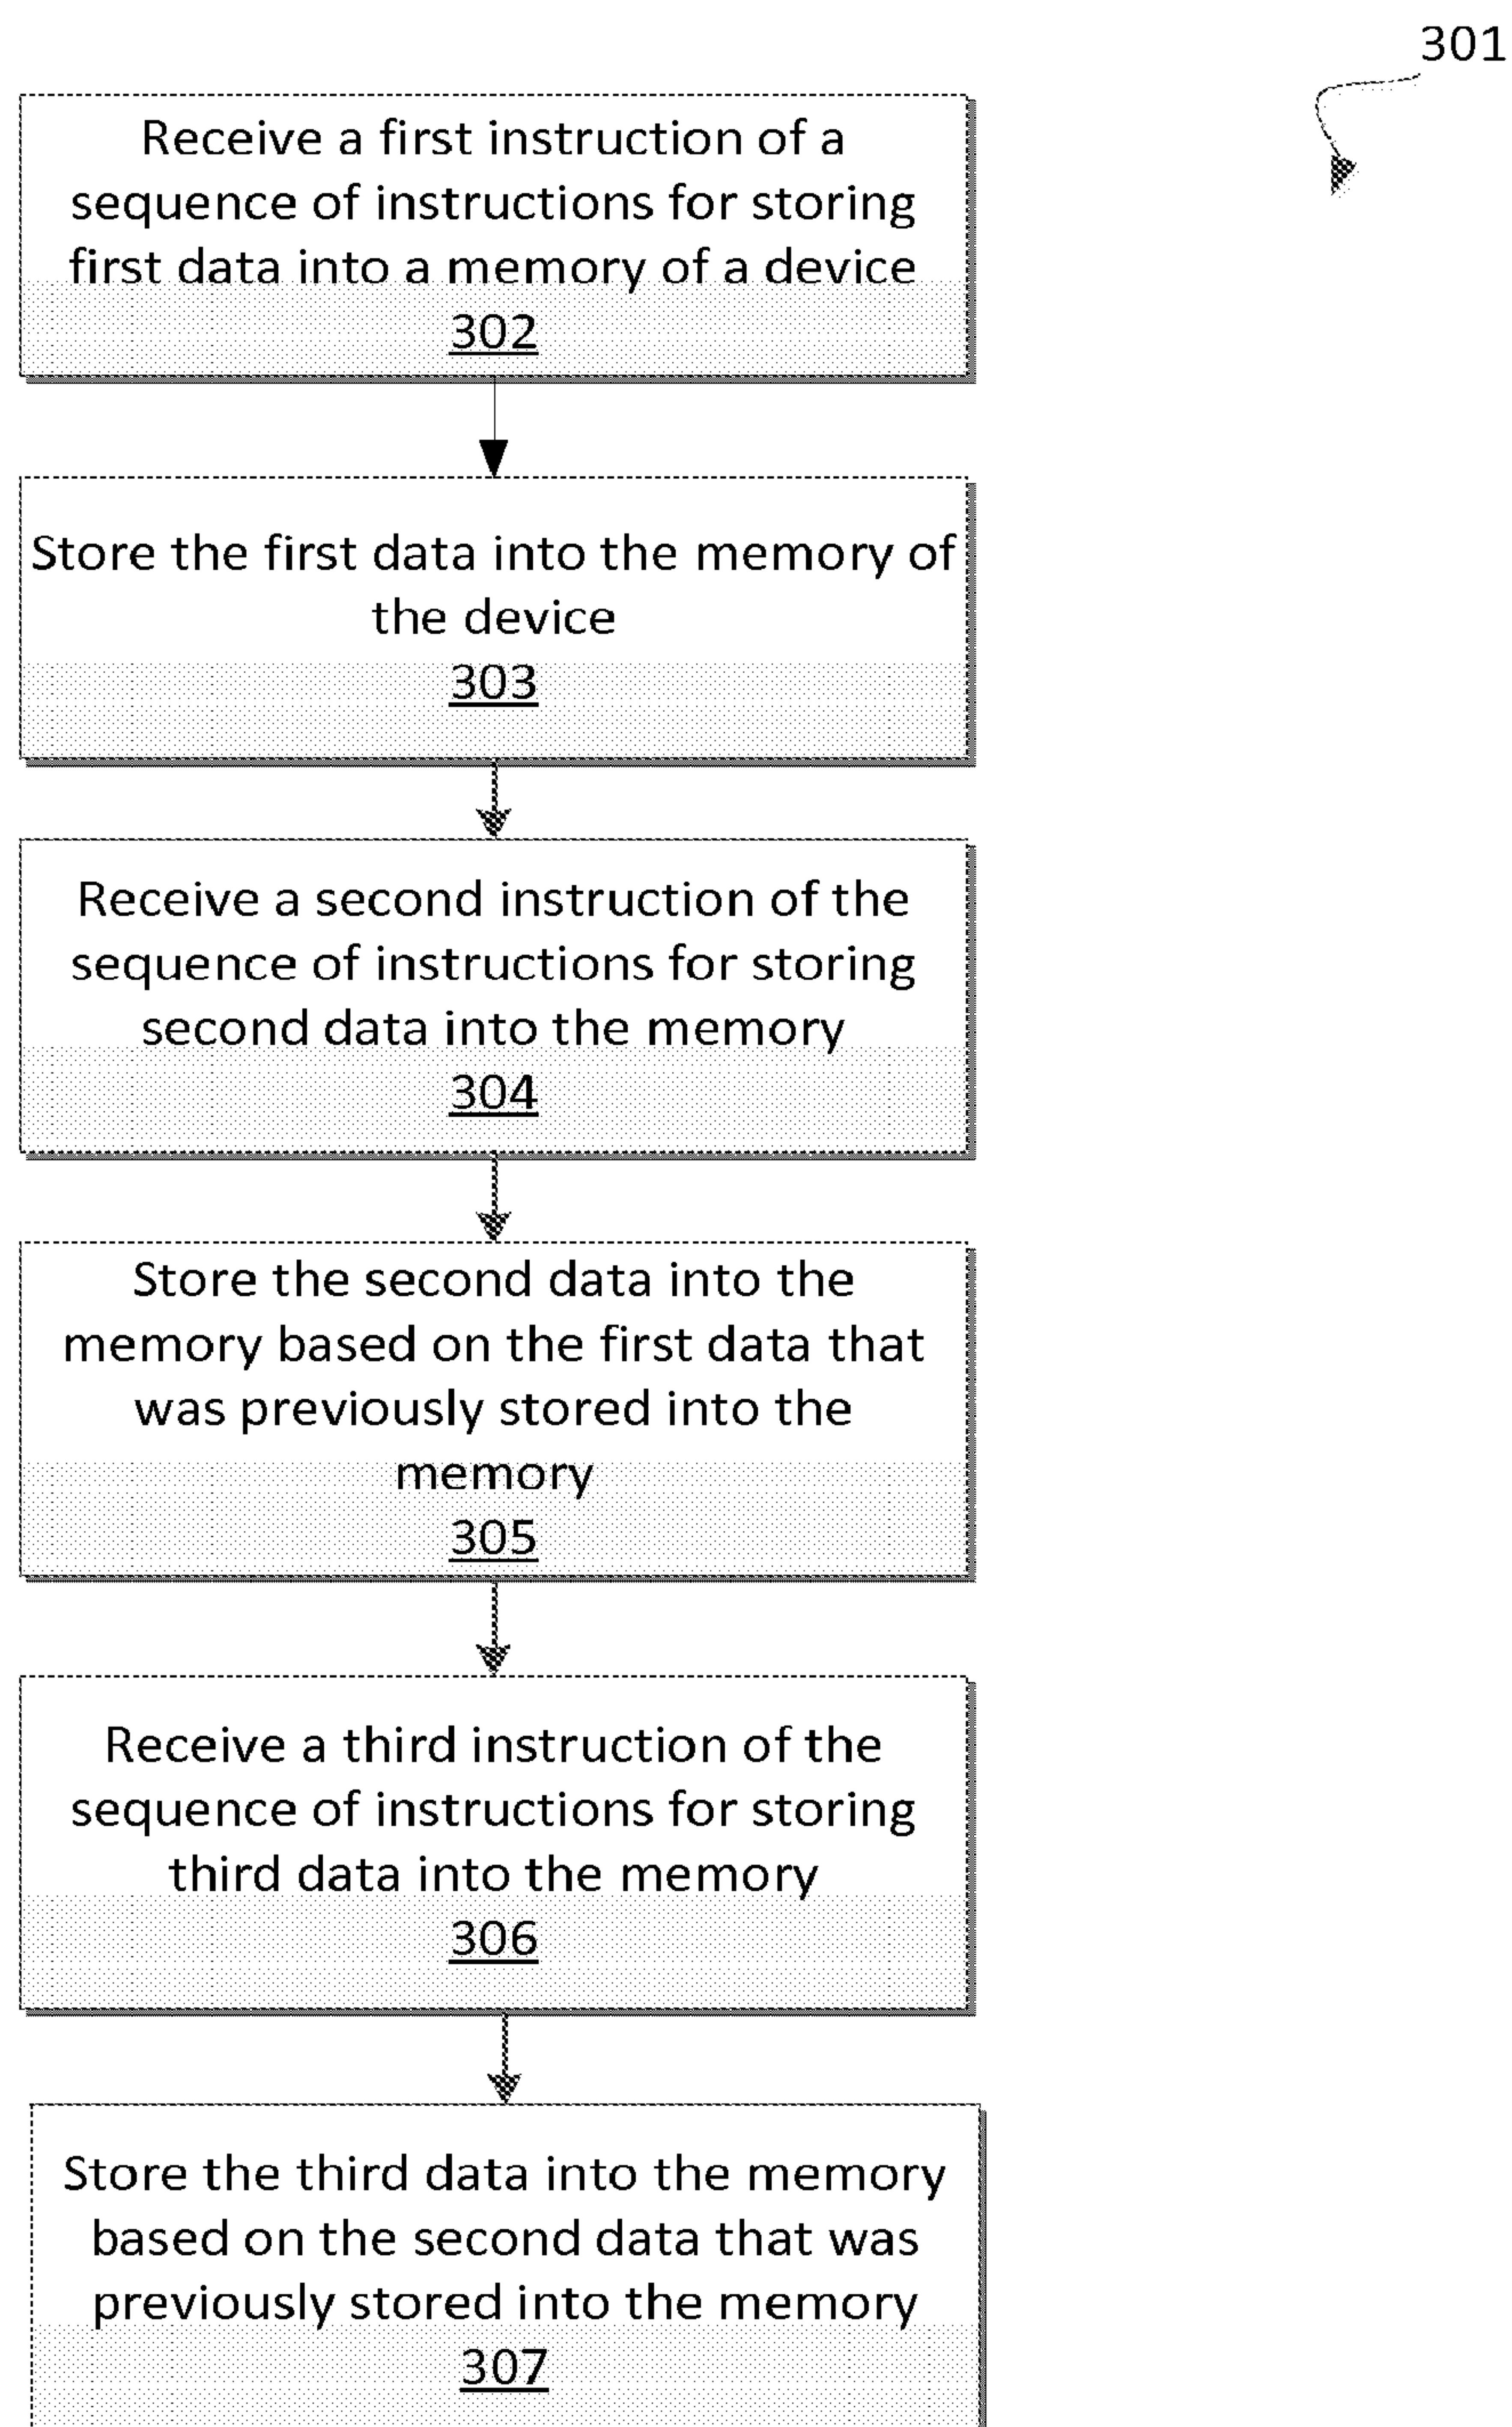 301
Receive a first instruction of a
sequence of instructions for storing
first data into a memory of a device
302
Store the first data into the memory of
the device
303
Receive a second instruction of the
sequence of instructions for storing
second data into the memory
304
Store the second data into the
memory based on the first data that
was previously stored into the
memory
305
Receive a third instruction of the
sequence of instructions for storing
third data into the memory
306
Store the third data into the memory
based on the second data that was
previously stored into the memory
307